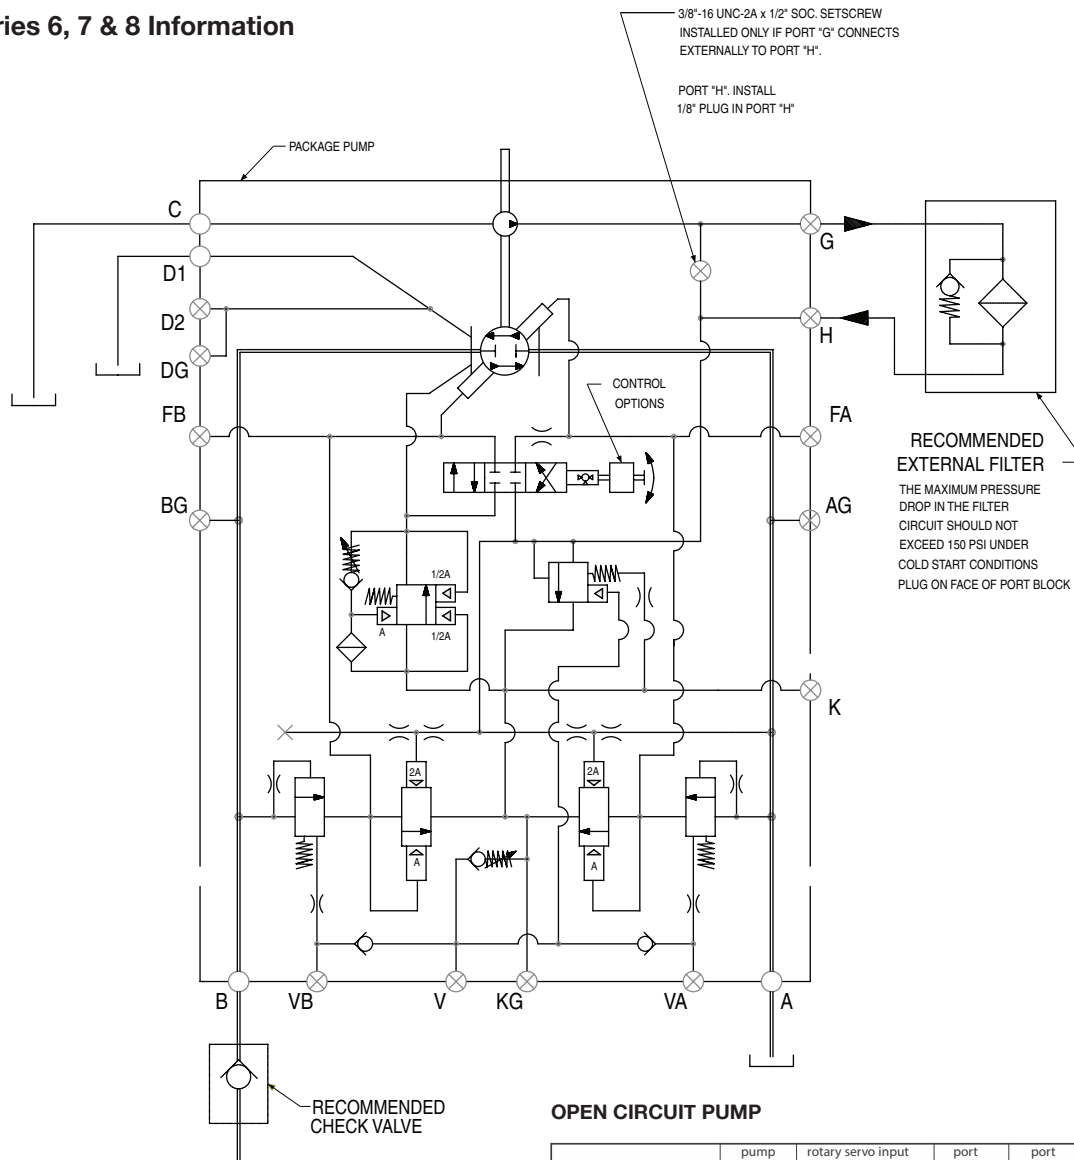 ries 6, 7 & 8 Information
3/8"-16 UNC-2A x 1/2" SOC. SETSCREW
INSTALLED ONLY IF PORT "G" CONNECTS
EXTERNALLY TO PORT "H".
PORT "H". INSTALL
1/8" PLUG IN PORT "H"
PACKAGE PUMP
C
G
D1
D2
H
DG
CONTROL
OPTIONS
FB
FA
RECOMMENDED
EXTERNAL FILTER
THE MAXIMUM PRESSURE
DROP IN THE FILTER
CIRCUIT SHOULD NOT
EXCEED 150 PSI UNDER
COLD START CONDITIONS
PLUG ON FACE OF PORT BLOCK
BG
AG
1/2A
A
1/2A
K
2A
2A
A
A
B
VB
V
KG
VA
A
RECOMMENDED
CHECK VALVE
OPEN CIRCUIT PUMP
pump
rotary servo input
port
port